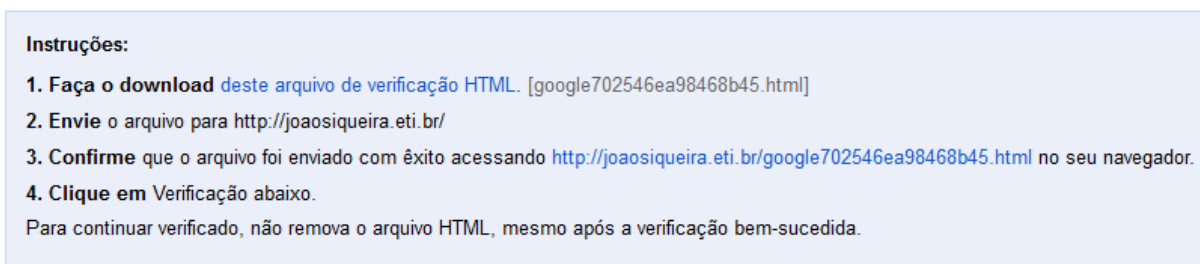 Instruções:
1. Faça o download deste arquivo de verificação HTML. [google702546ea98468b45.html]
2. Envie o arquivo para http://joaosiqueira.eti.br/
3. Confirme que o arquivo foi enviado com êxito acessando http://joaosiqueira.eti.br/google702546ea98468b45.html no seu navegador.
4. Clique em Verificação abaixo.
Para continuar verificado, não remova o arquivo HTML, mesmo após a verificação bem-sucedida.